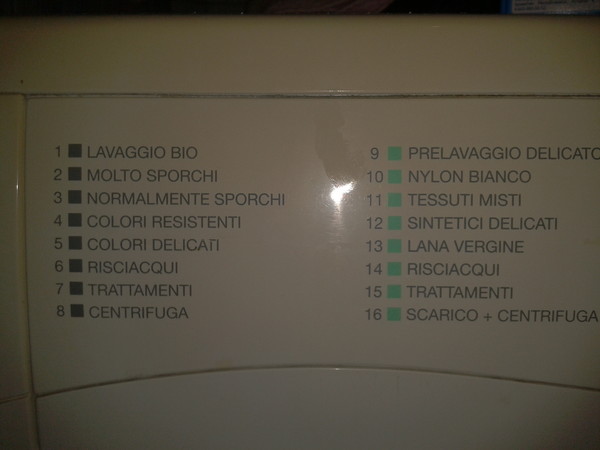 1 LAVAGGIO BIO
2 MOLTO SPORCHI
3 NORMALMENTE SPORCHI
4 COLORI RESISTENTI
5 COLORI DELICATI
6 RISCIACQUI
7 TRATTAMENTI
8 CENTRIFUGA
9 PRELAVAGGIO DELICATO
10 NYLON BIANCO
11 TESSUTI MISTI
12 SINTETICI DELICATI
13 LANA VERGINE
14 RISCIACQUI
15 TRATTAMENTI
16 SCARICO + CENTRIFUGA